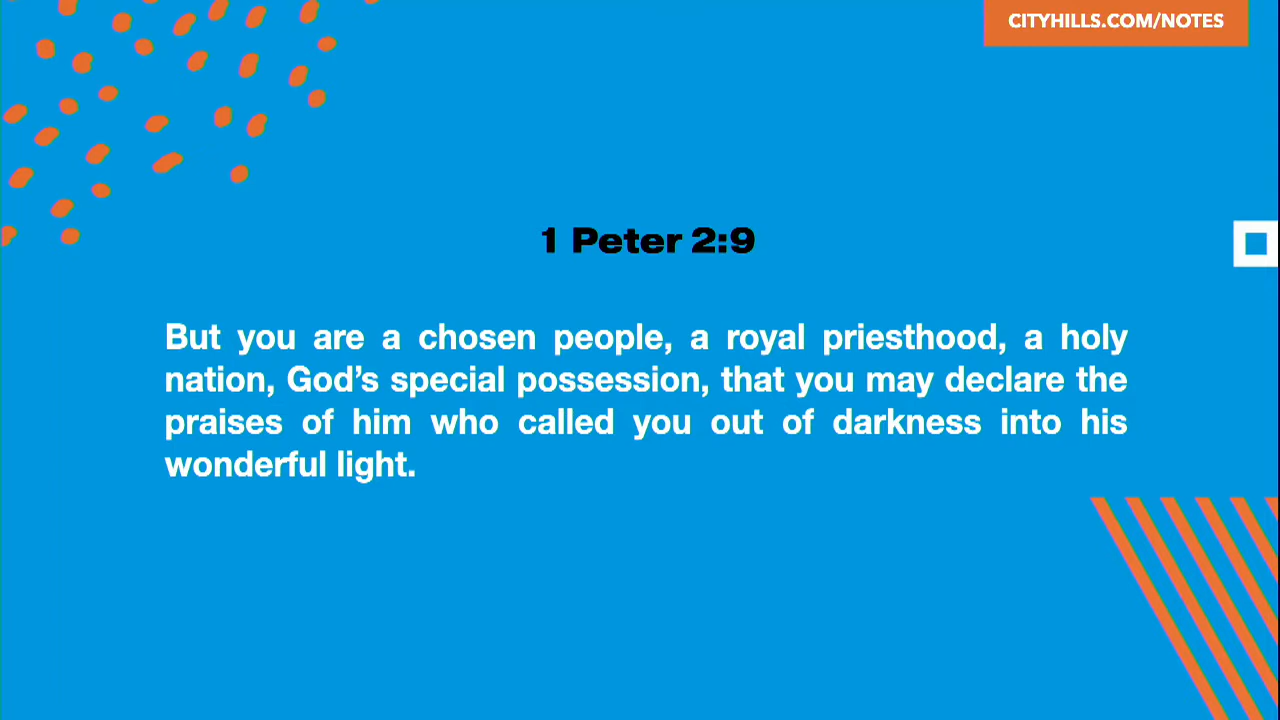 CITYHILLS.COM/NOTES
1 Peter 2:9
But you are a chosen people, a royal priesthood, a holy
nation, God’s special possession, that you may declare the
praises of him who called you out of darkness into his
wonderful light.